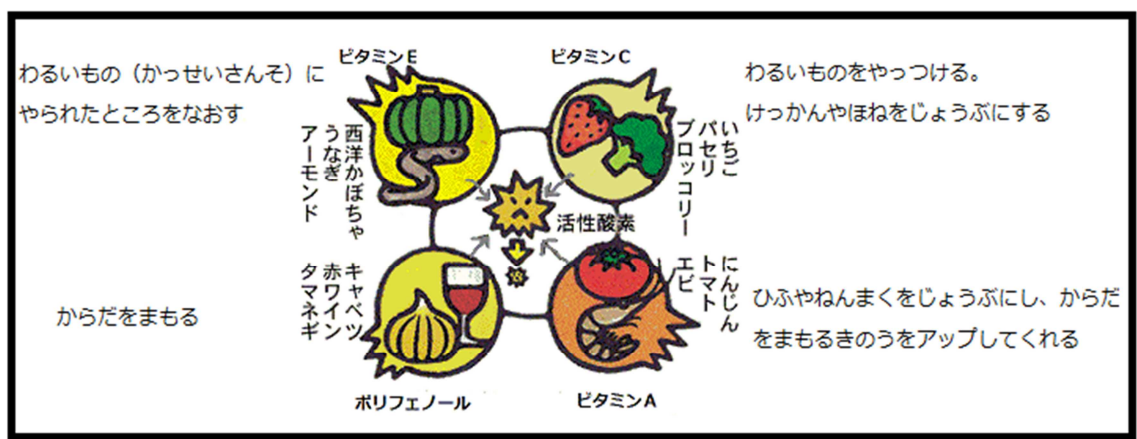 ビタミンE
わるいもの（かっせいさんそ）に
やられたところをなおす
西洋かぼちゃ
うなぎ
アーモンド
ビタミンC
わるいものをやっつける。
けっかんやほねをじょうぶにする
いちご
パセリ
ブロッコリー
活性酸素
からだをまもる
キャベツ
赤ワイン
タマネギ
ポリフェノール
にんじん
トマト
エビ
ひふやねんまくをじょうぶにし、からだ
をまもるきのうをアップしてくれる
ビタミンA